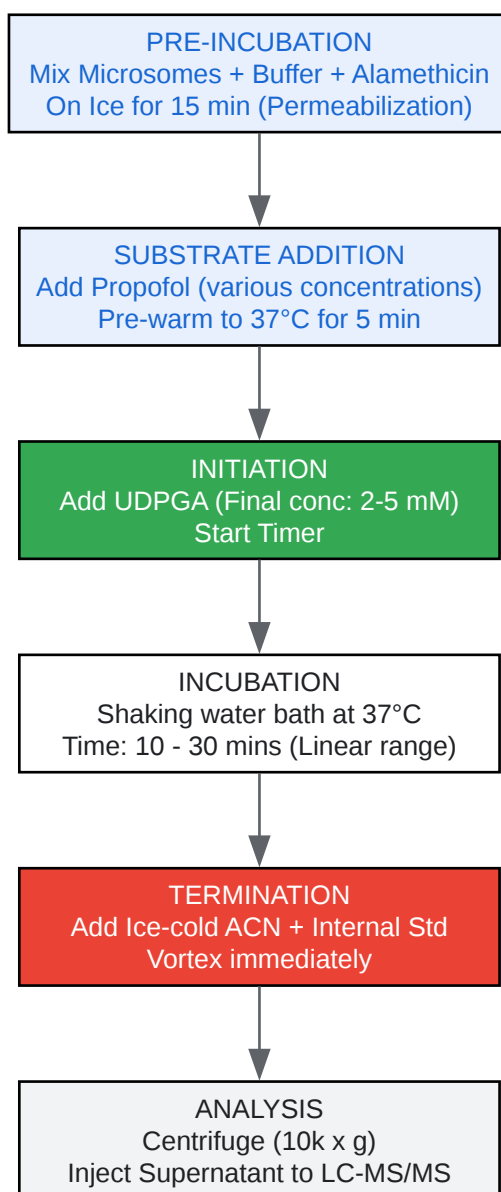 PRE-INCUBATION
Mix Microsomes + Buffer + Alamethicin
On Ice for 15 min (Permeabilization)
SUBSTRATE ADDITION
Add Propofol (various concentrations)
Pre-warm to 37°C for 5 min
INITIATION
Add UDPGA (Final conc: 2-5 mM)
Start Timer
INCUBATION
Shaking water bath at 37°C
Time: 10 - 30 mins (Linear range)
TERMINATION
Add Ice-cold ACN + Internal Std
Vortex immediately
ANALYSIS
Centrifuge (10k x g)
Inject Supernatant to LC-MS/MS